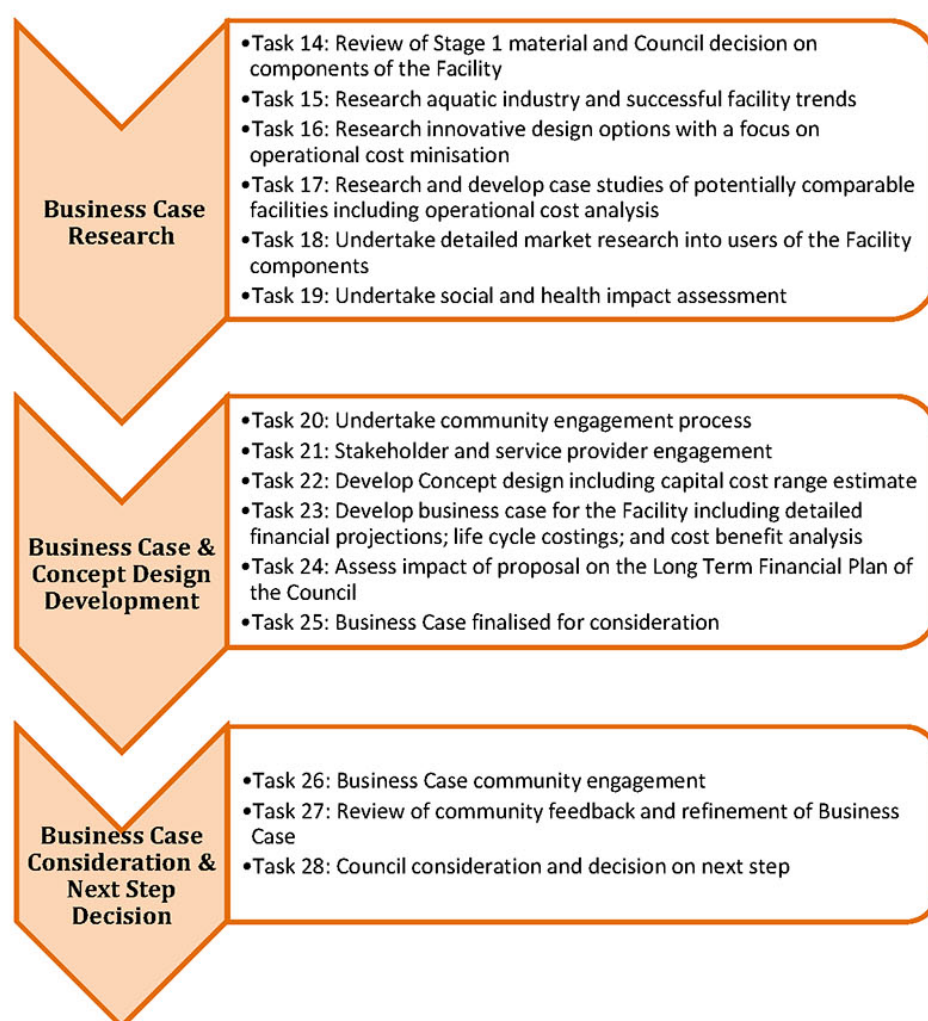 Business Case
Research
•Task 14: Review of Stage 1 material and Council decision on
components of the Facility
•Task 15: Research aquatic industry and successful facility trends
•Task 16: Research innovative design options with a focus on
operational cost minisation
•Task 17: Research and develop case studies of potentially comparable
facilities including operational cost analysis
•Task 18: Undertake detailed market research into users of the Facility
components
•Task 19: Undertake social and health impact assessment
Business Case &
Concept Design
Development
•Task 20: Undertake community engagement process
•Task 21: Stakeholder and service provider engagement
•Task 22: Develop Concept design including capital cost range estimate
•Task 23: Develop business case for the Facility including detailed
financial projections; life cycle costings; and cost benefit analysis
•Task 24: Assess impact of proposal on the Long Term Financial Plan of
the Council
•Task 25: Business Case finalised for consideration
Business Case
Consideration &
Next Step
Decision
•Task 26: Business Case community engagement
•Task 27: Review of community feedback and refinement of Business
Case
•Task 28: Council consideration and decision on next step